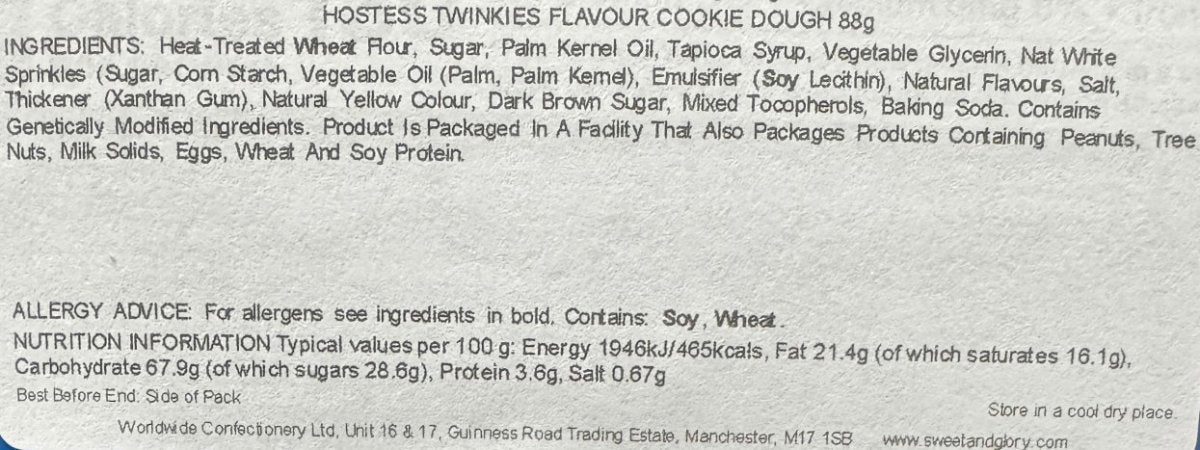 HOSTESS TWINKIES FLAVOUR COOKIE DOUGH 88g
INGREDIENTS: Heat-Treated Wheat Flour, Sugar, Palm Kernel Oil, Tapioca Syrup, Vegetable Glycerin, Nat White
Sprinkles (Sugar, Corn Starch, Vegetable Oil (Palm, Palm Kernel), Emulsifier (Soy Lecithin), Natural Flavours, Salt,
Thickener (Xanthan Gum), Natural Yellow Colour, Dark Brown Sugar, Mixed Tocopherols, Baking Soda. Contains
Genetically Modified Ingredients. Product Is Packaged In A Facility That Also Packages Products Containing Peanuts, Tree
Nuts, Milk Solids, Eggs, Wheat And Soy Protein.
ALLERGY ADVICE: For allergens see ingredients in bold. Contains: Soy, Wheat.
NUTRITION INFORMATION Typical values per 100 g: Energy 1946kJ/465kcals, Fat 21.4g (of which saturates 16.1g),
Carbohydrate 67.9g (of which sugars 28.6g), Protein 3.6g, Salt 0.67g
Best Before End: Side of Pack
Store in a cool dry place.
Worldwide Confectionery Ltd, Unit 16 & 17, Guinness Road Trading Estate, Manchester, M17 1SB www.sweetandglory.com